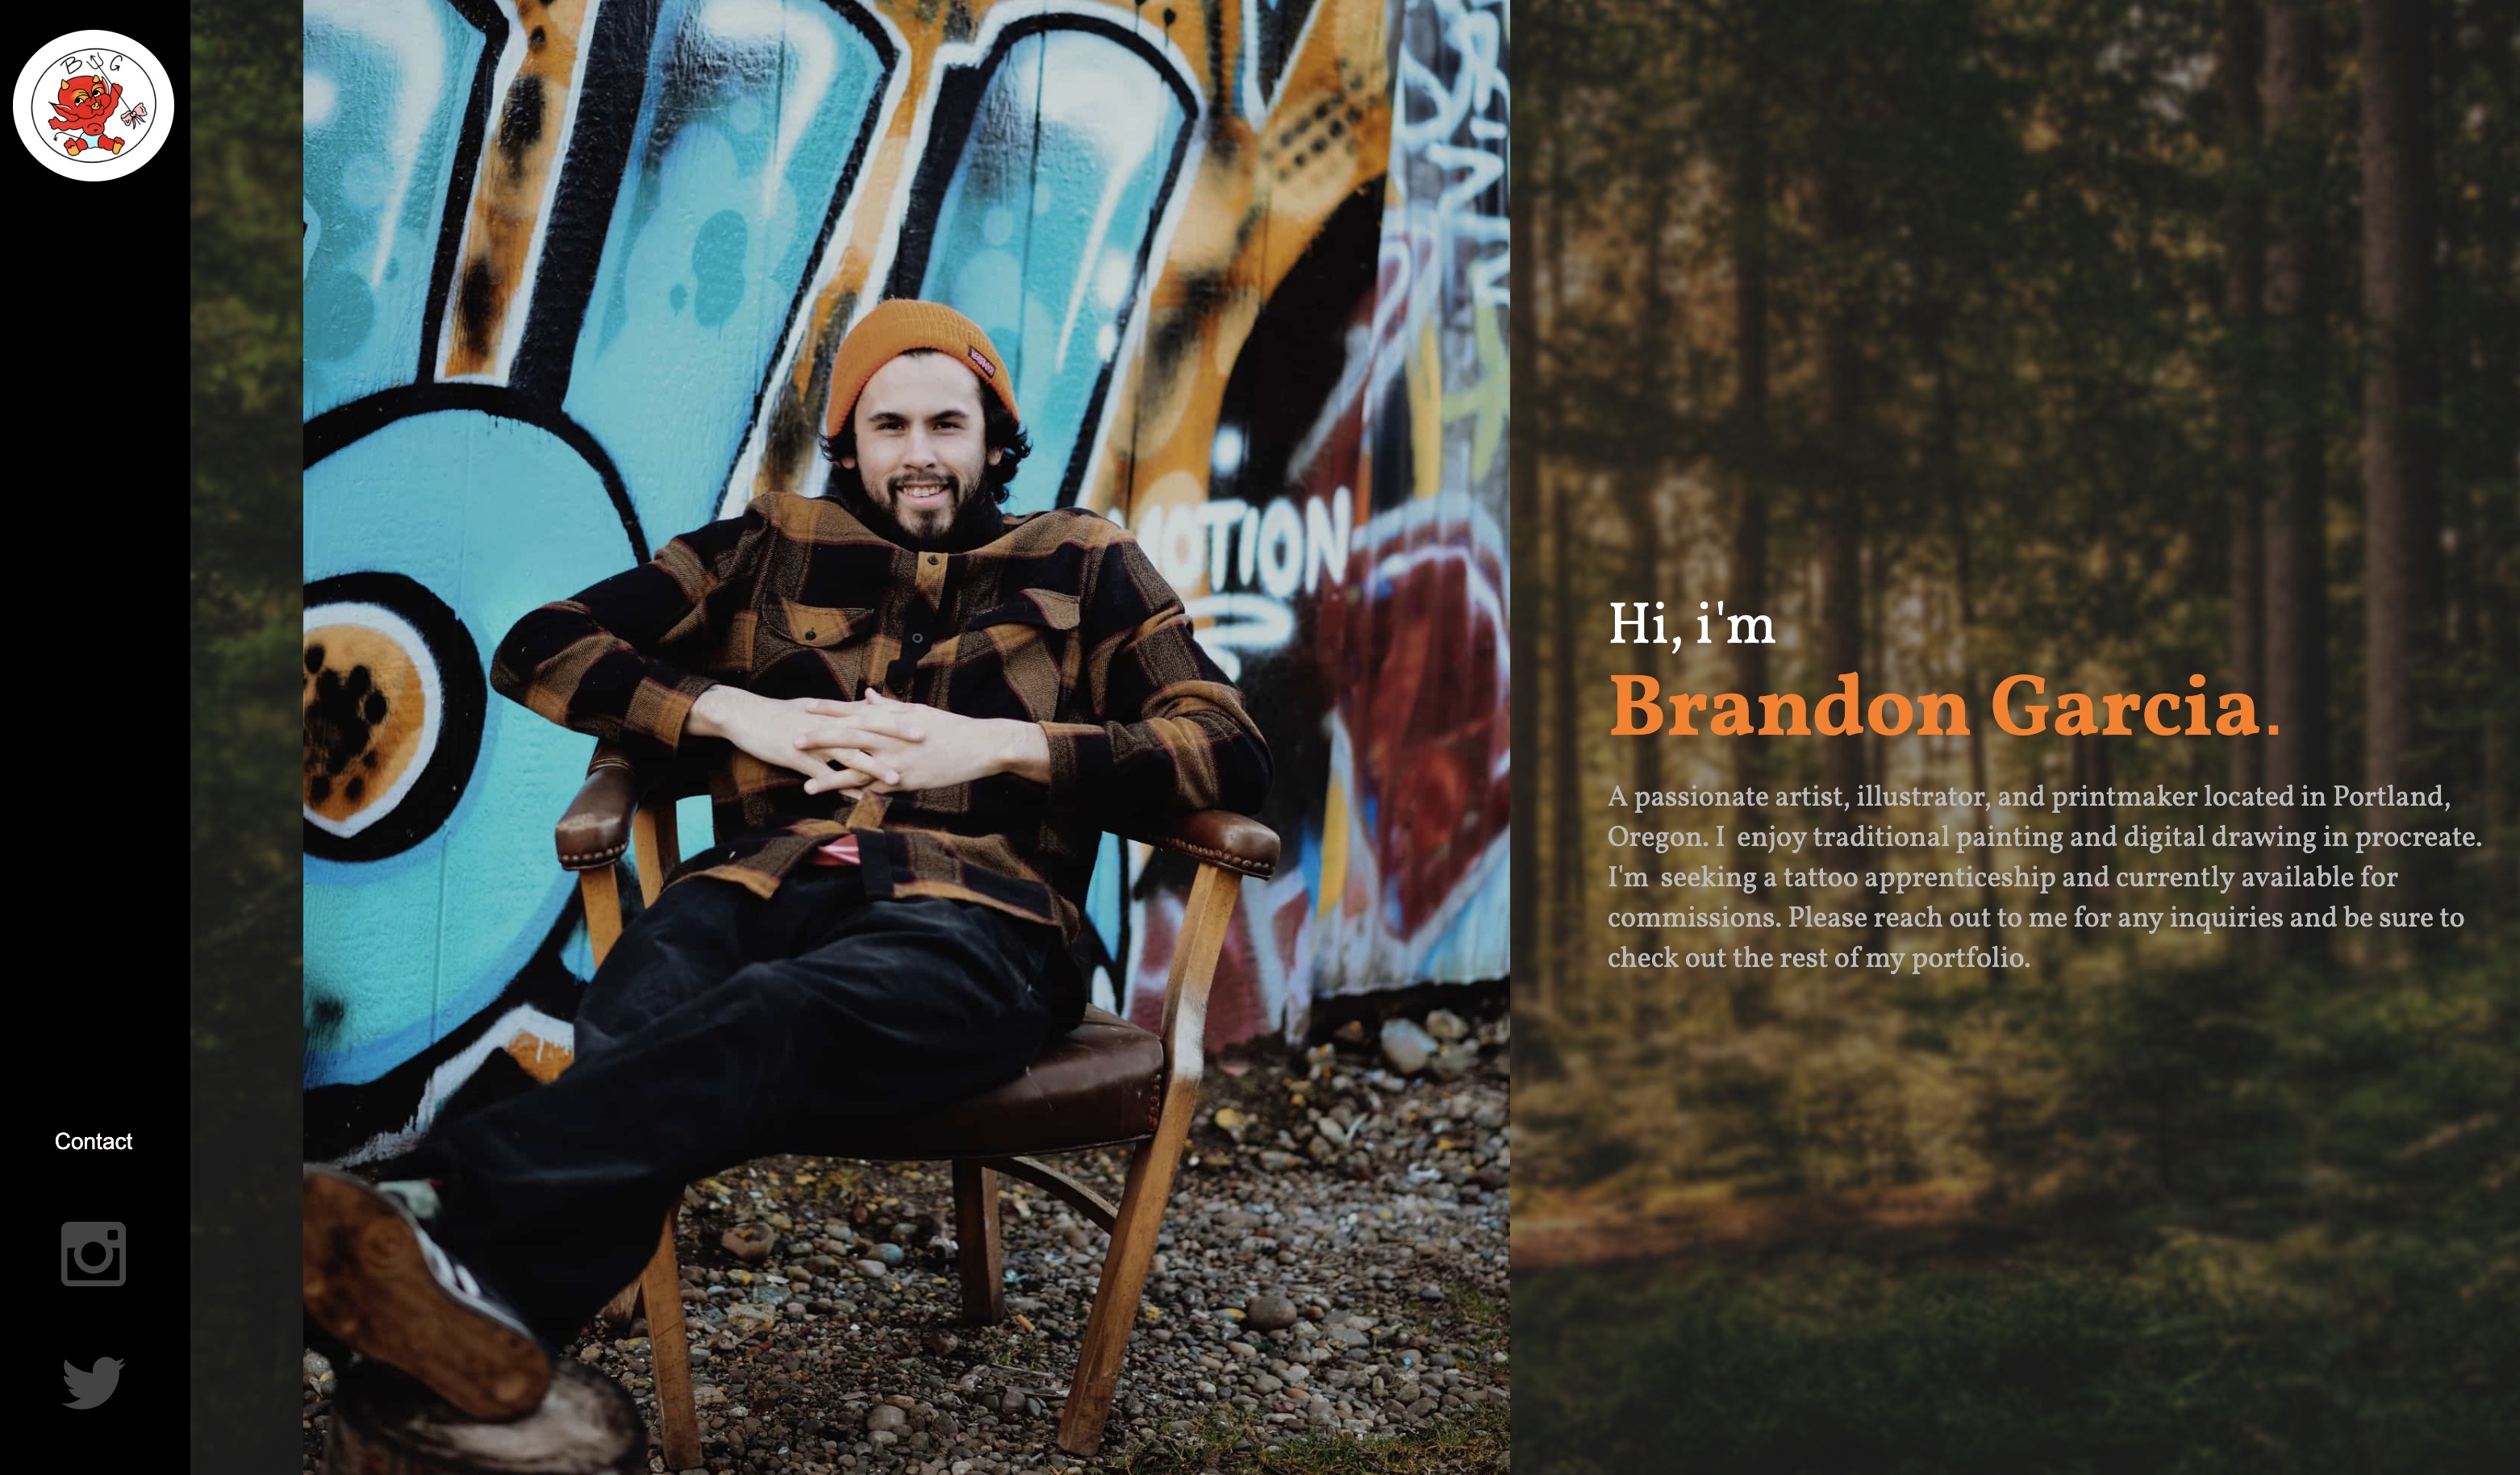 B G
Contact
MOTION
Hi, i'm
Brandon Garcia.
A passionate artist, illustrator, and printmaker located in Portland,
Oregon. I  enjoy traditional painting and digital drawing in procreate.
I'm  seeking a tattoo apprenticeship and currently available for
commissions. Please reach out to me for any inquiries and be sure to
check out the rest of my portfolio.